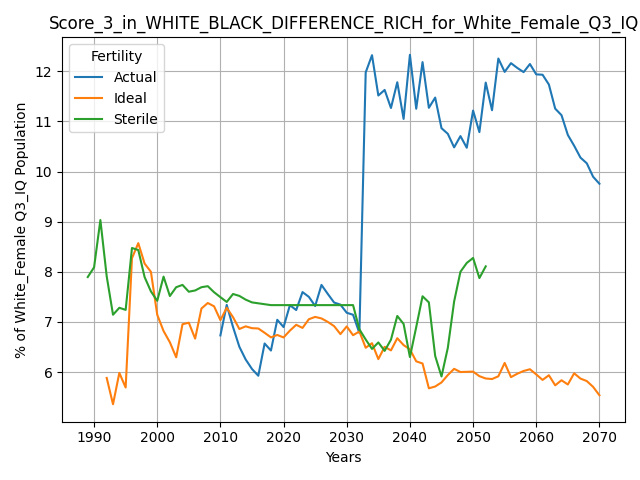 Score_3_in_WHITE_BLACK_DIFFERENCE_RICH_for_White_Female_Q3_IQ
Fertility
Actual
Ideal
Sterile
% of White_Female Q3_IQ Population
12
11
10
9
8
7
6
1990 2000 2010 2020 2030 2040 2050 2060 2070
Years